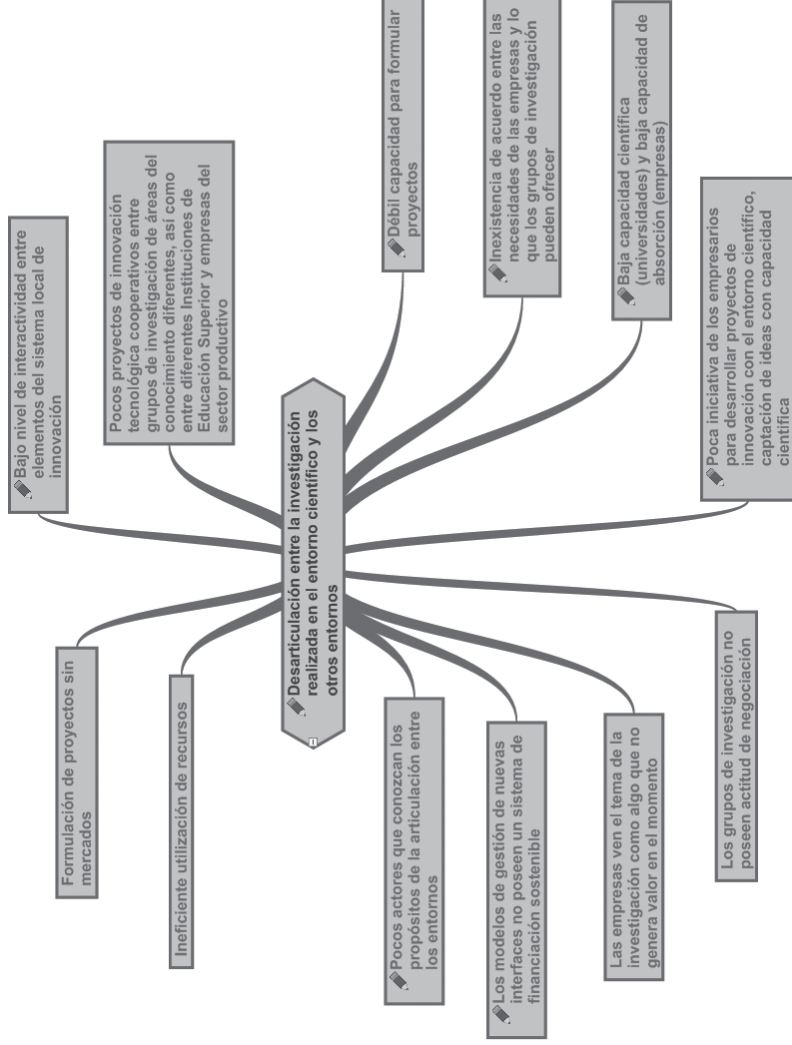 Formulación de proyectos sin
mercados
Ineficiente utilización de recursos
Bajo nivel de interactividad entre
elementos del sistema local de
innovación
Pocos proyectos de innovación
tecnológica cooperativos entre
grupos de investigación de áreas del
conocimiento diferentes, así como
entre diferentes Instituciones de
Educación Superior y empresas del
sector productivo
Desarticulación entre la investigación
realizada en el entorno científico y los
otros entornos
Pocos actores que conozcan los
propósitos de la articulación entre
los entornos
Los modelos de gestión de nuevas
interfaces no poseen un sistema de
financiación sostenible
Las empresas ven el tema de la
investigación como algo que no
genera valor en el momento
Los grupos de investigación no
poseen actitud de negociación
Débil capacidad para formular
proyectos
Inexistencia de acuerdo entre las
necesidades de las empresas y lo
que los grupos de investigación
pueden ofrecer
Baja capacidad científica
(universidades) y baja capacidad de
absorción (empresas)
Poca iniciativa de los empresarios
para desarrollar proyectos de
innovación con el entorno científico,
captación de ideas con capacidad
científica